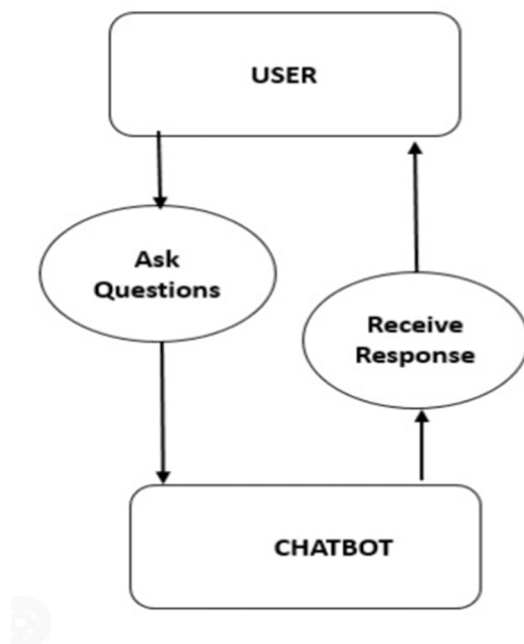 USER
Ask
Questions
Receive
Response
CHATBOT